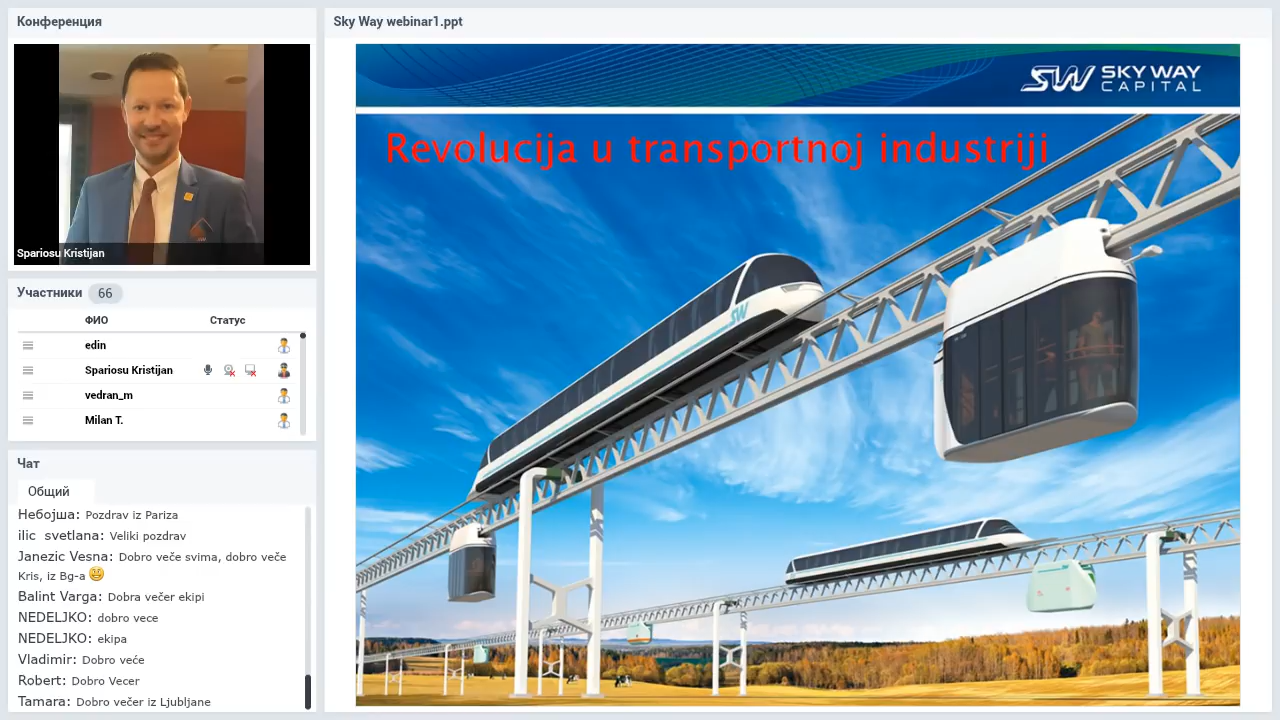 Конференция
Spariosu Kristijan
Участники 66
ФИО Статус
edin
Spariosu Kristijan
vedran_m
Milan T.
Чат
Общий
Небојша: Pozdrav iz Pariza
ilic svetlana: Veliki pozdrav
Janezic Vesna: Dobro veče svima, dobro veče
Kris, iz Bg-a
Balint Varga: Dobra večer ekipi
NEDELJKO: dobro vece
NEDELJKO: ekipa
Vladimir: Dobro veće
Robert: Dobro Vecer
Tamara: Dobro večer iz Ljubljane
Sky Way webinar1.ppt
SW SKY WAY
CAPITAL
Revolucija u transportnoj industriji
SW